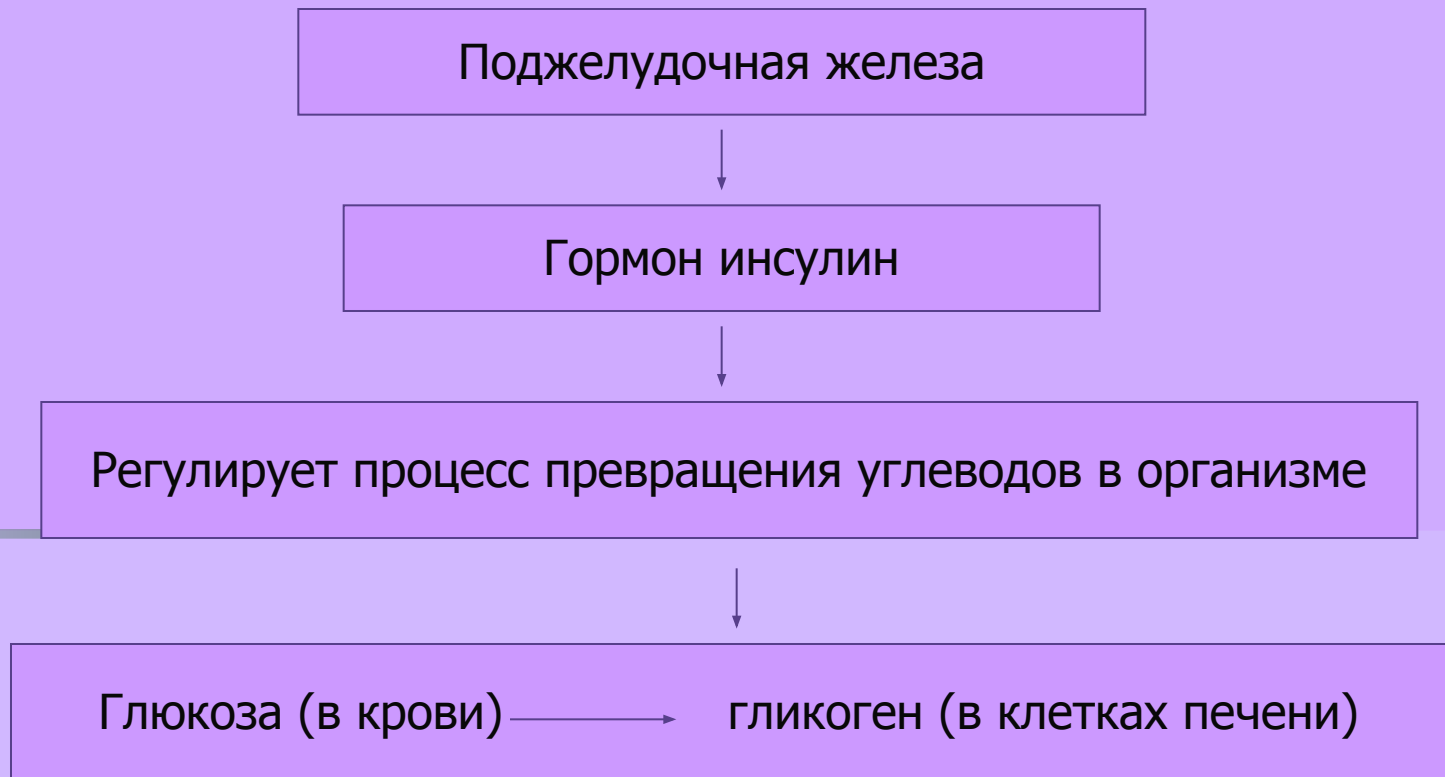 Поджелудочная железа
Гормон инсулин
Регулирует процесс превращения углеводов в организме
Глюкоза (в крови) гликоген (в клетках печени)